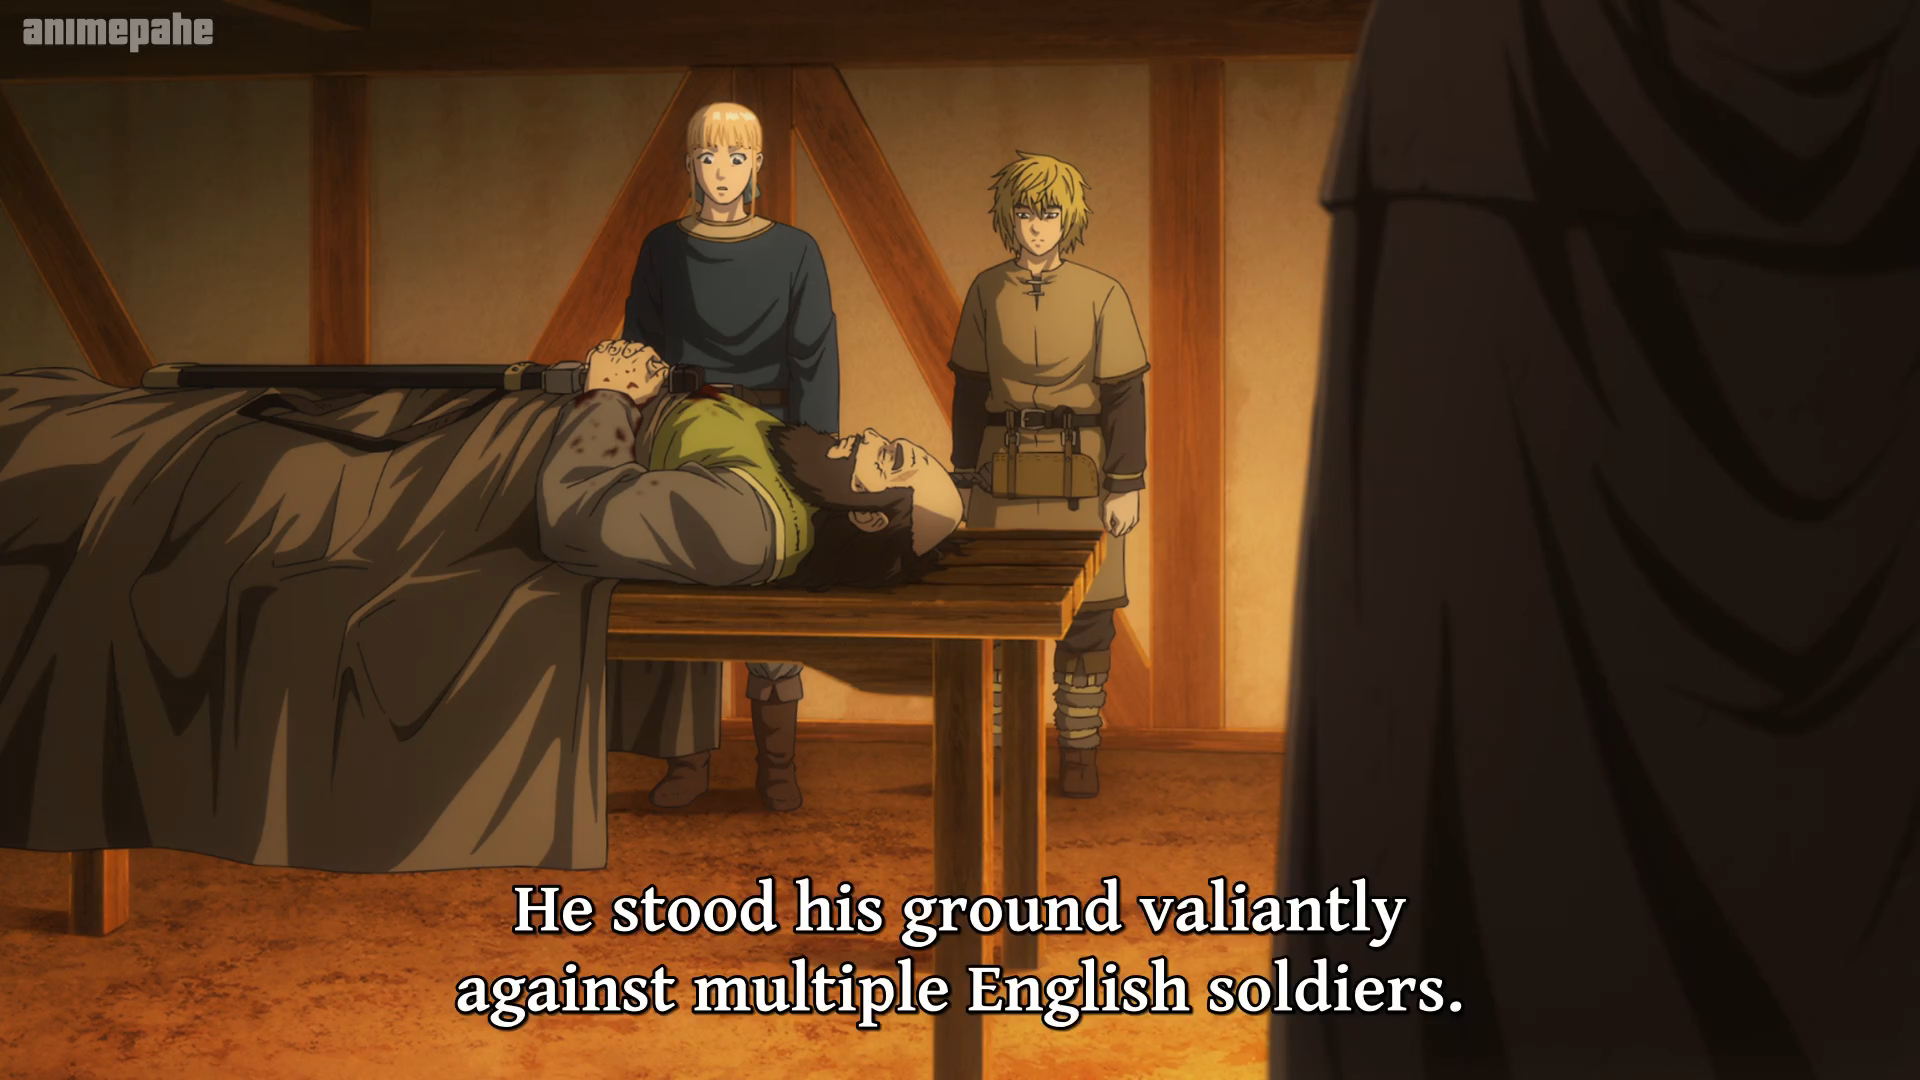 animepahe
He stood his ground valiantly
against multiple English soldiers.